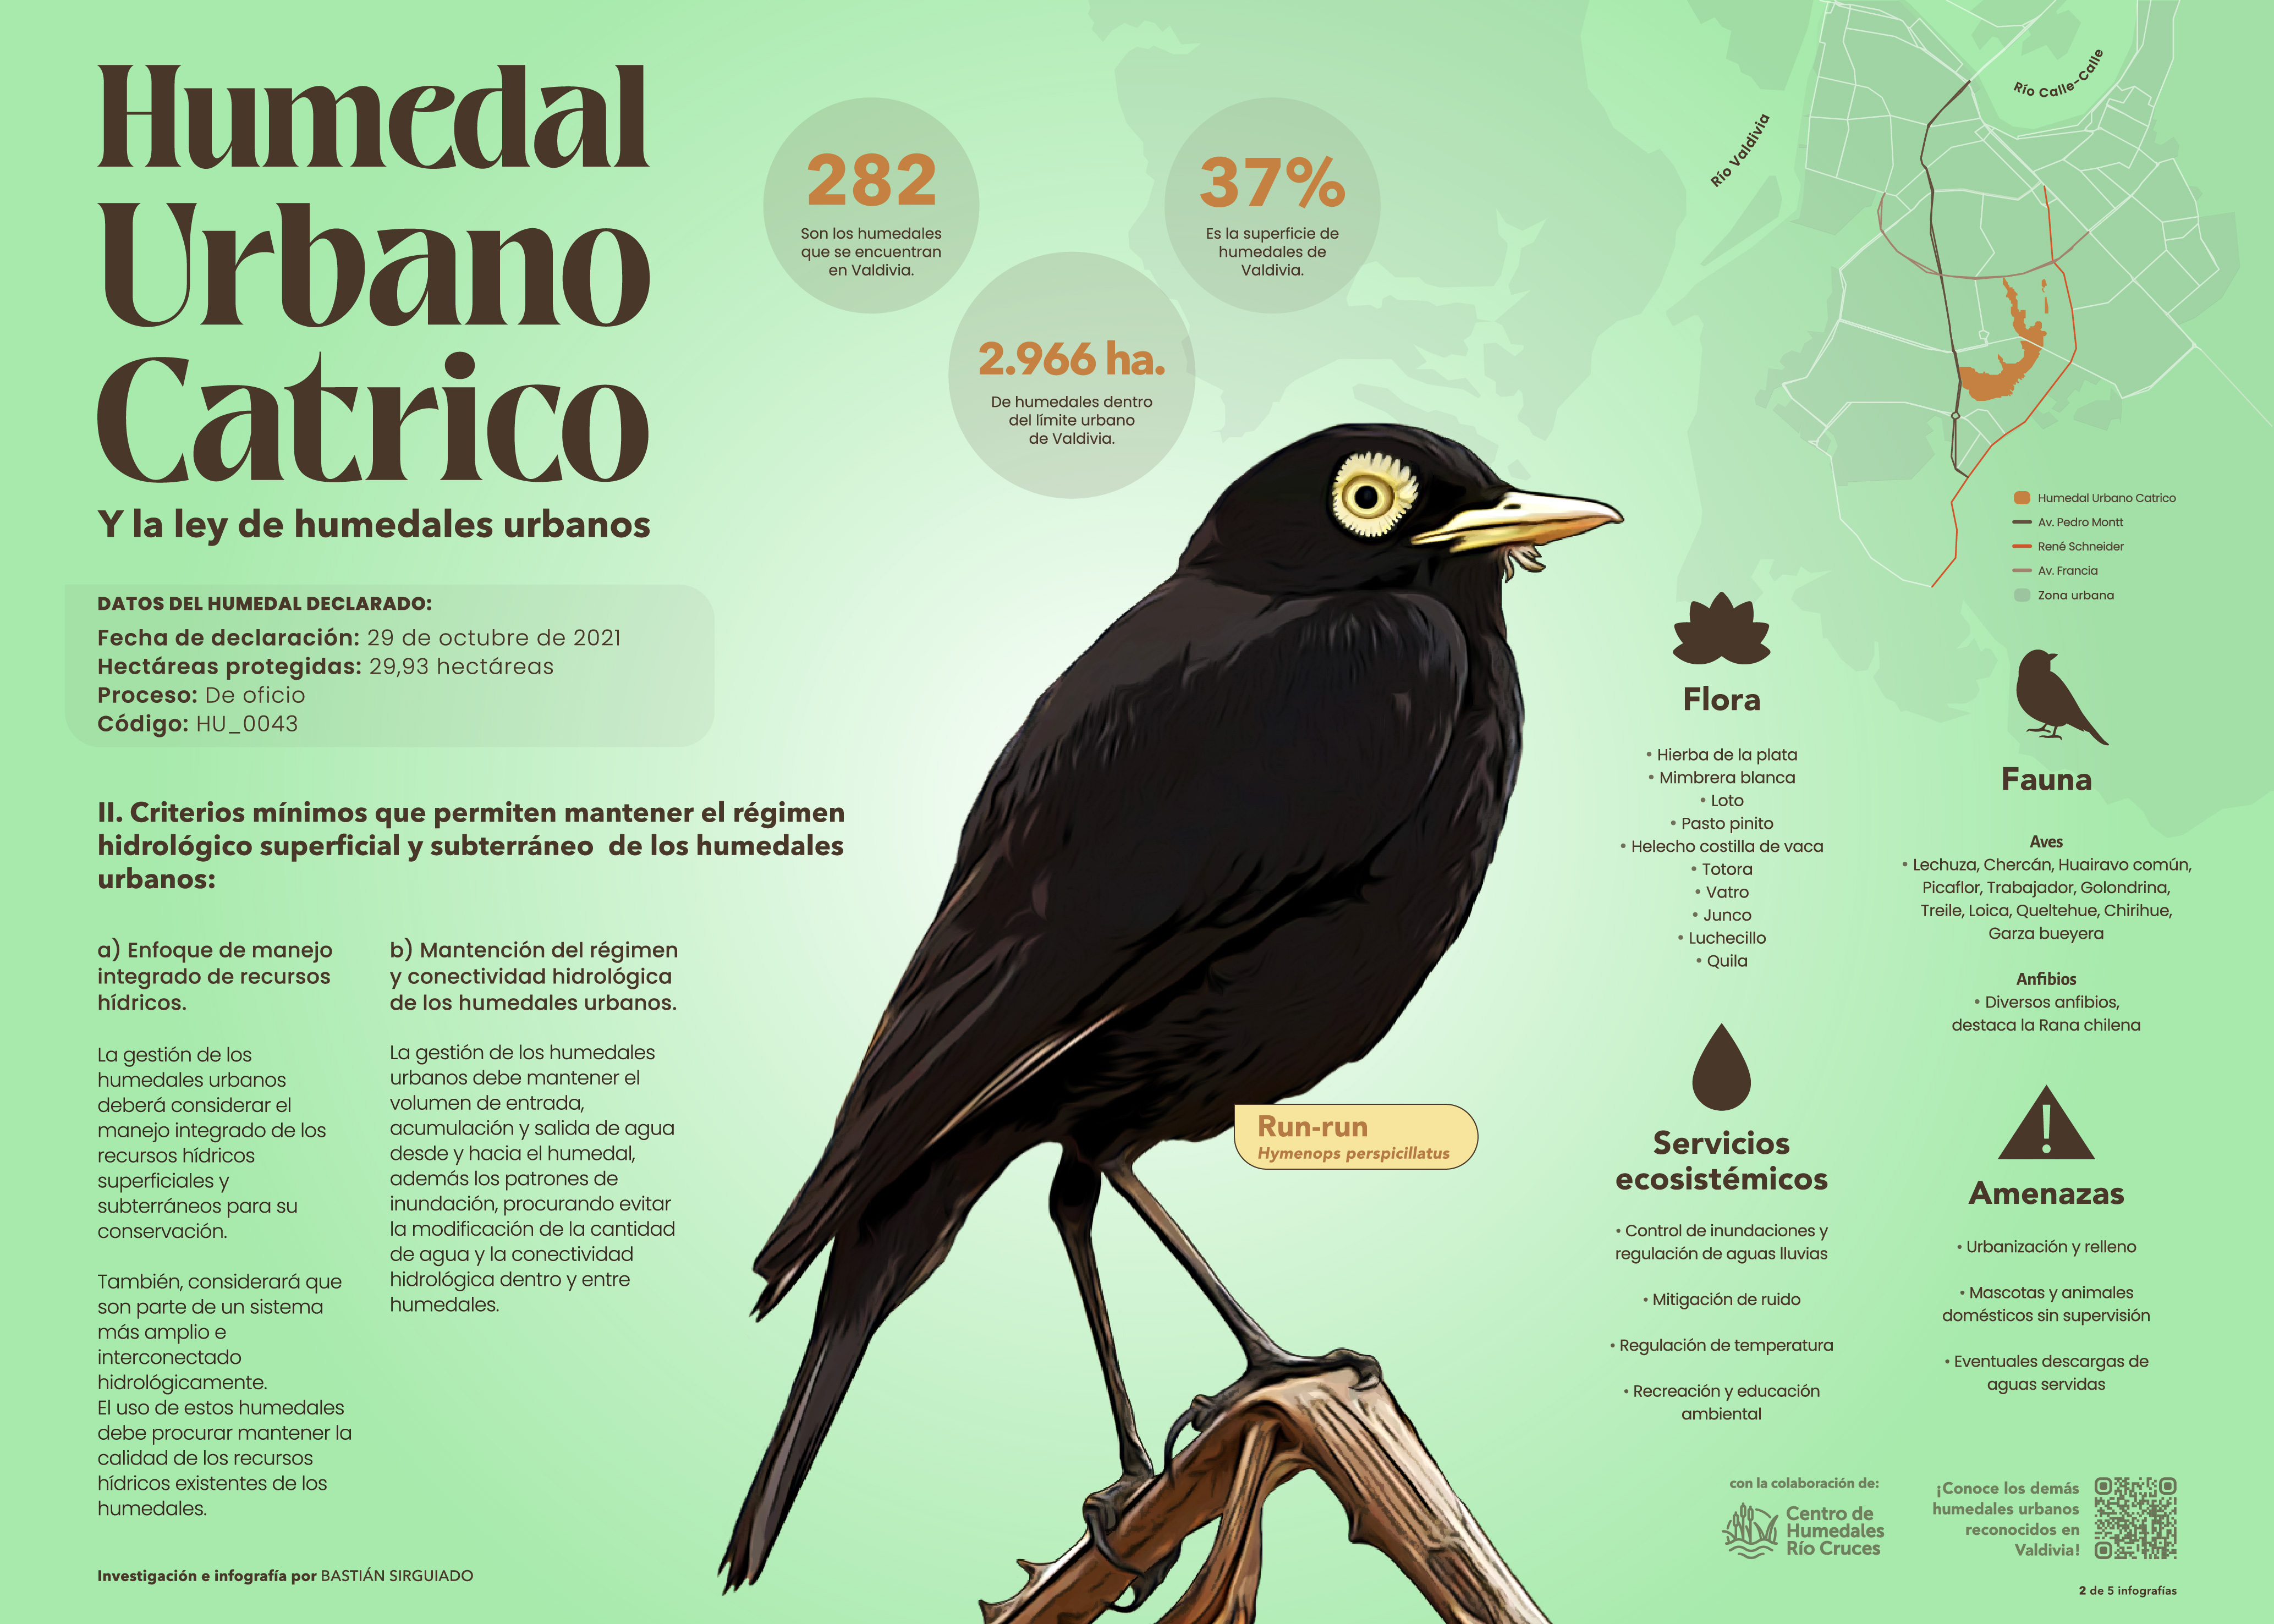 Humedal
Urbano
Catrico
Y la ley de humedales urbanos
DATOS DEL HUMEDAL DECLARADO:
Fecha de declaración: 29 de octubre de 2021
Hectáreas protegidas: 29,93 hectáreas
Proceso: De oficio
Código: HU_0043
282
Son los humedales
que se encuentran
en Valdivia.
37%
Es la superficie de
humedales de
Valdivia.
2.966 ha.
De humedales dentro
del límite urbano
de Valdivia.
Río Valdivia
Río Calle-Calle
Humedal Urbano Catrico
Av. Pedro Montt
René Schneider
Av. Francia
Zona urbana
II. Criterios mínimos que permiten mantener el régimen
hidrológico superficial y subterráneo de los humedales
urbanos:
a) Enfoque de manejo
integrado de recursos
hídricos.
La gestión de los
humedales urbanos
deberá considerar el
manejo integrado de los
recursos hídricos
superficiales y
subterráneos para su
conservación.
También, considerará que
son parte de un sistema
más amplio e
interconectado
hidrológicamente.
El uso de estos humedales
debe procurar mantener la
calidad de los recursos
hídricos existentes de los
humedales.
b) Mantención del régimen
y conectividad hidrológica
de los humedales urbanos.
La gestión de los humedales
urbanos debe mantener el
volumen de entrada,
acumulación y salida de agua
desde y hacia el humedal,
además los patrones de
inundación, procurando evitar
la modificación de la cantidad
de agua y la conectividad
hidrológica dentro y entre
humedales.
Run-run
Hymenops perspicillatus
Flora
• Hierba de la plata
• Mimbrera blanca
• Loto
• Pasto pinito
• Helecho costilla de vaca
• Totora
• Vatro
• Junco
• Luchecillo
• Quila
Fauna
Aves
• Lechuza, Chercán, Huairavo común,
Picaflor, Trabajador, Golondrina,
Treile, Loica, Queltehue, Chirihue,
Garza bueyera
Anfibios
• Diversos anfibios,
destaca la Rana chilena
Servicios
ecosistémicos
• Control de inundaciones y
regulación de aguas lluvias
• Mitigación de ruido
• Regulación de temperatura
• Recreación y educación
ambiental
!
Amenazas
• Urbanización y relleno
• Mascotas y animales
domésticos sin supervisión
• Eventuales descargas de
aguas servidas
con la colaboración de:
Centro de
Humedales
Río Cruces
¡Conoce los demás
humedales urbanos
reconocidos en
Valdivia!
Investigación e infografía por BASTIÁN SIRGUIADO
2 de 5 infografías